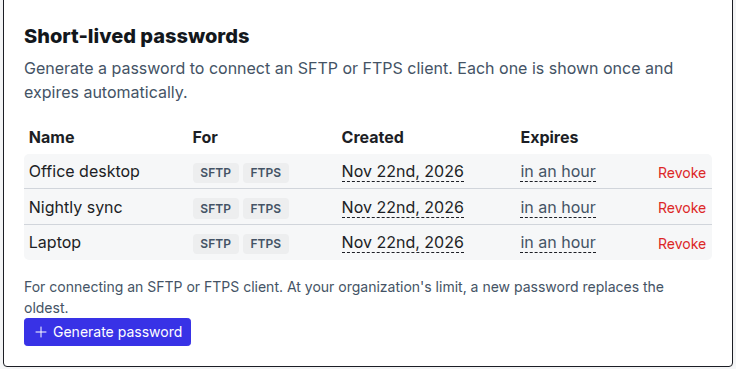 Short-lived passwords
Generate a password to connect an SFTP or FTPS client. Each one is shown once and
expires automatically.
Name For Created Expires
Office desktop SFTP FTPS Nov 22nd, 2026 in an hour Revoke
Nightly sync SFTP FTPS Nov 22nd, 2026 in an hour Revoke
Laptop SFTP FTPS Nov 22nd, 2026 in an hour Revoke
For connecting an SFTP or FTPS client. At your organization's limit, a new password replaces the
oldest.
+ Generate password